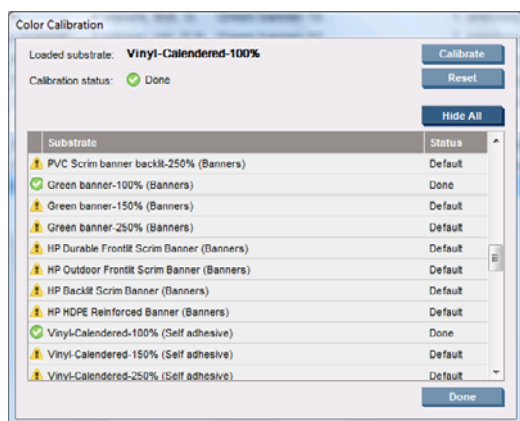 Color Calibration
Loaded substrate: Vinyl-Calendered-100% Calibrate
Calibration status: Done Reset
Hide All
Substrate Status
PVC Scrim banner backlit-250% (Banners) Default
Green banner-100% (Banners) Done
Green banner-150% (Banners) Default
Green banner-250% (Banners) Default
HP Durable Frontlit Scrim Banner (Banners) Default
HP Outdoor Frontlit Scrim Banner (Banners) Default
HP Backlit Scrim Banner (Banners) Default
HP HDPE Reinforced Banner (Banners) Default
Vinyl-Calendered-100% (Self adhesive) Done
Vinyl-Calendered-150% (Self adhesive) Default
Vinyl-Calendered-250% (Self adhesive) Default
Done